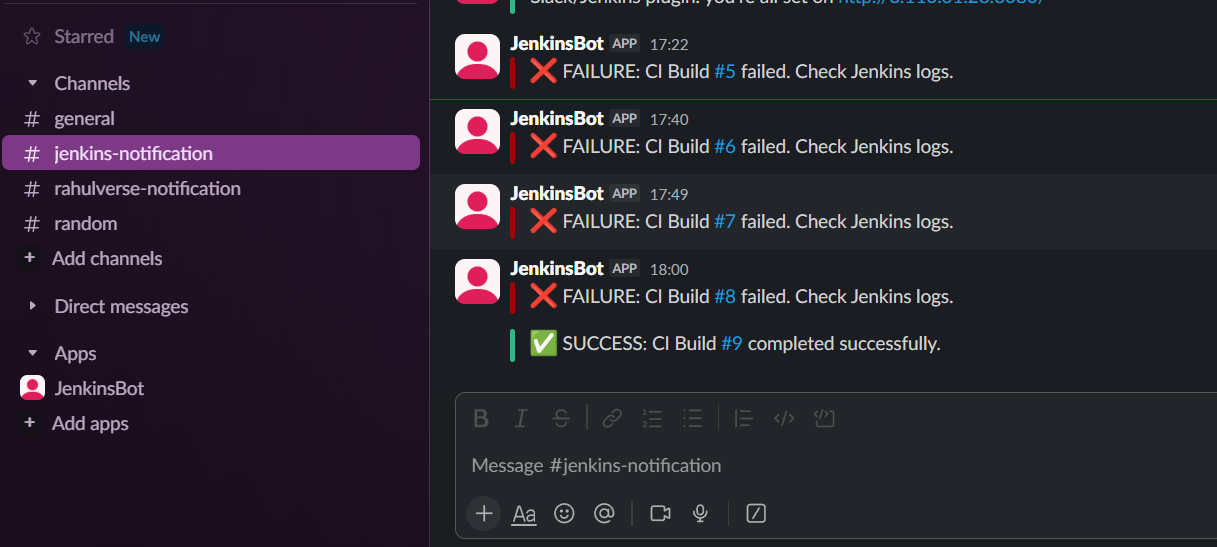 Starred New
Channels
# general
# jenkins-notification
# rahulverse-notification
# random
+ Add channels
Direct messages
Apps
JenkinsBot
+ Add apps
Slack/Jenkins plugin: you're all set on
JenkinsBot APP 17:22
❌ FAILURE: CI Build #5 failed. Check Jenkins logs.
JenkinsBot APP 17:40
❌ FAILURE: CI Build #6 failed. Check Jenkins logs.
JenkinsBot APP 17:49
❌ FAILURE: CI Build #7 failed. Check Jenkins logs.
JenkinsBot APP 18:00
❌ FAILURE: CI Build #8 failed. Check Jenkins logs.
✅ SUCCESS: CI Build #9 completed successfully.
B I S
Message #jenkins-notification
+ Aa @